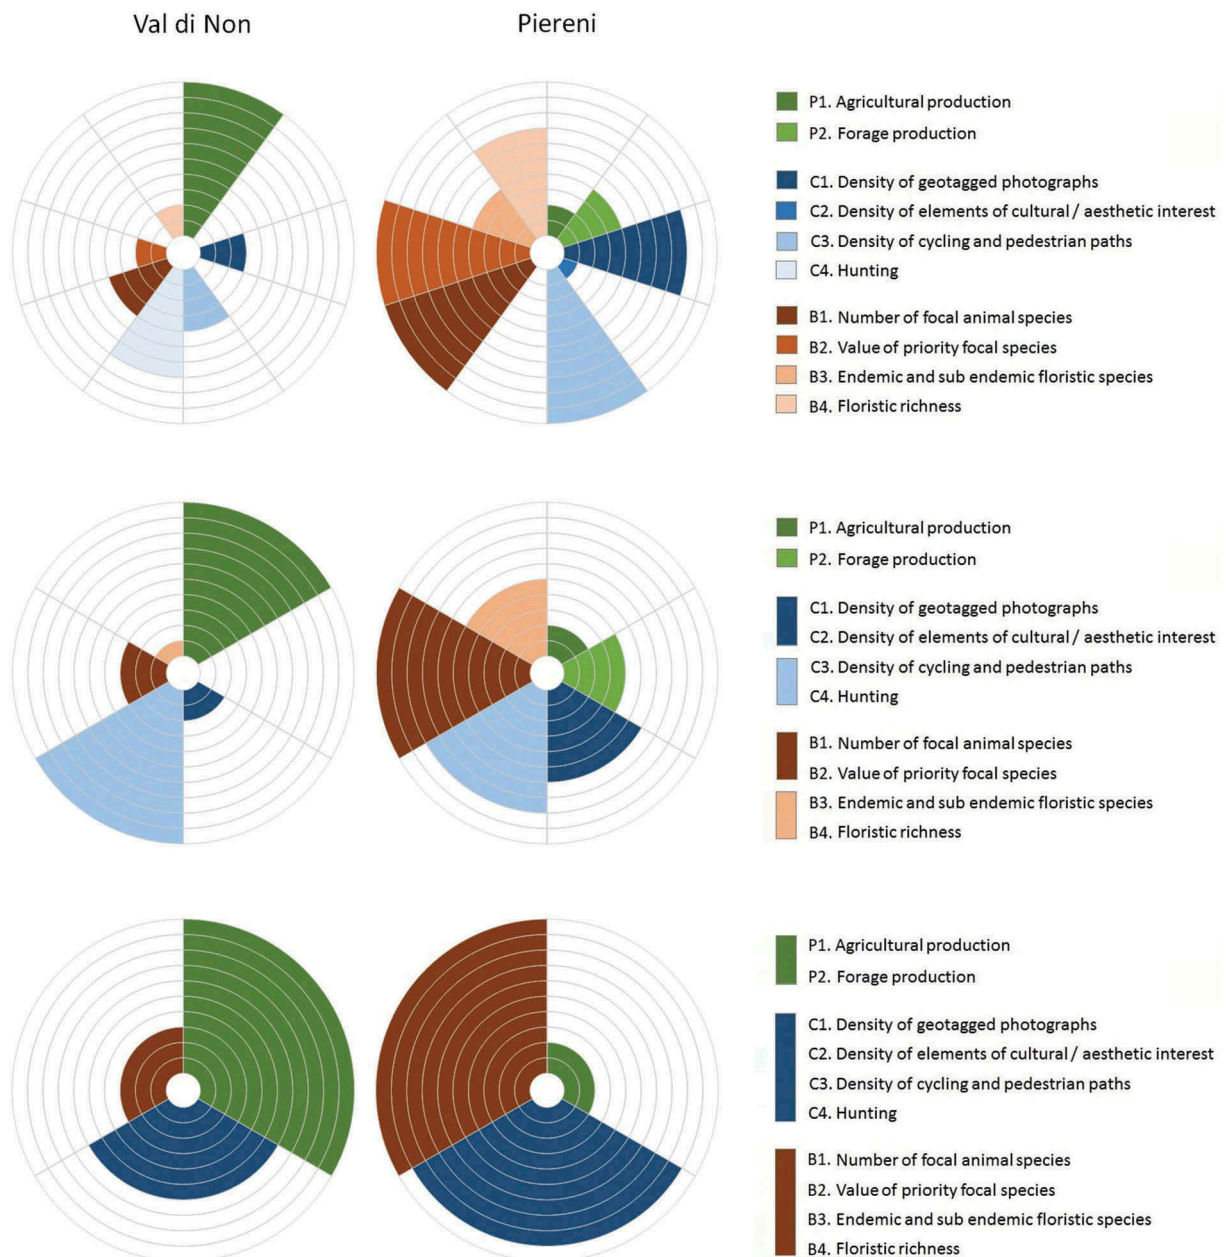 Val di Non
Piereni
P1. Agricultural production
P2. Forage production
C1. Density of geotagged photographs
C2. Density of elements of cultural / aesthetic interest
C3. Density of cycling and pedestrian paths
C4. Hunting
B1. Number of focal animal species
B2. Value of priority focal species
B3. Endemic and sub endemic floristic species
B4. Floristic richness
P1. Agricultural production
P2. Forage production
C1. Density of geotagged photographs
C2. Density of elements of cultural / aesthetic interest
C3. Density of cycling and pedestrian paths
C4. Hunting
B1. Number of focal animal species
B2. Value of priority focal species
B3. Endemic and sub endemic floristic species
B4. Floristic richness
P1. Agricultural production
P2. Forage production
C1. Density of geotagged photographs
C2. Density of elements of cultural / aesthetic interest
C3. Density of cycling and pedestrian paths
C4. Hunting
B1. Number of focal animal species
B2. Value of priority focal species
B3. Endemic and sub endemic floristic species
B4. Floristic richness